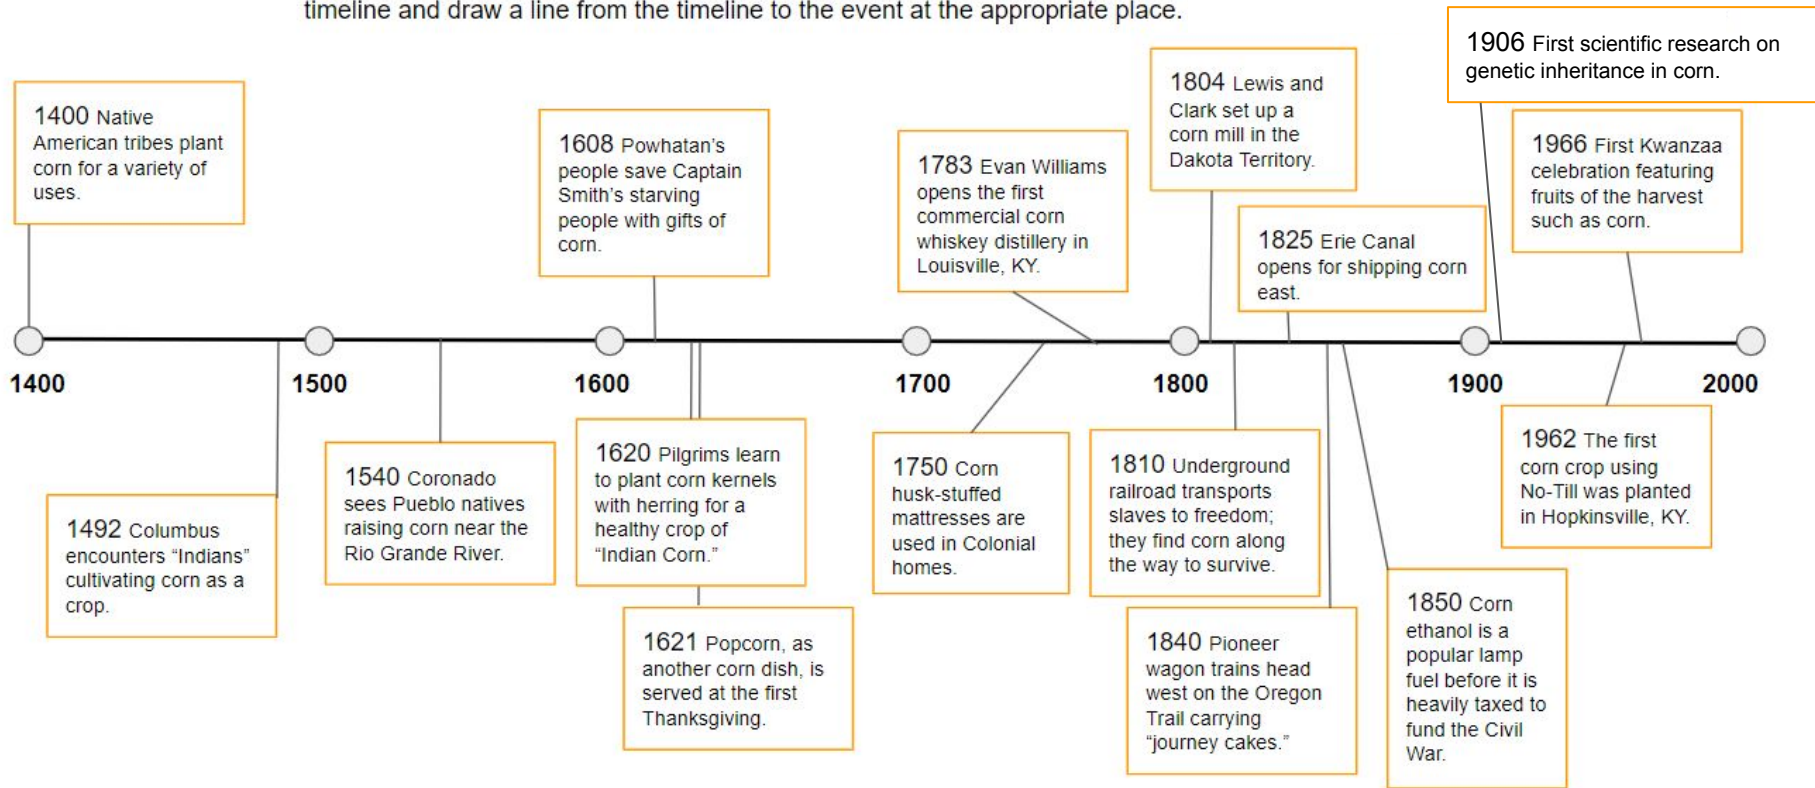 timeline and draw a line from the timeline to the event at the appropriate place.
1400 Native
American tribes plant
corn for a variety of
uses.
1608 Powhatan's
people save Captain
Smith's starving
people with gifts of
corn.
1783 Evan Williams
opens the first
commercial corn
whiskey distillery in
Louisville, KY.
1804 Lewis and
Clark set up a
corn mill in the
Dakota Territory.
1825 Erie Canal
opens for shipping corn
east.
1906 First scientific research on
genetic inheritance in corn.
1966 First Kwanzaa
celebration featuring
fruits of the harvest
such as corn.
1400
1500
1600
1700
1800
1900
2000
1492 Columbus
encounters “Indians”
cultivating corn as a
crop.
1540 Coronado
sees Pueblo natives
raising corn near the
Rio Grande River.
1620 Pilgrims learn
to plant corn kernels
with herring for a
healthy crop of
“Indian Corn.”
1621 Popcorn, as
another corn dish, is
served at the first
Thanksgiving.
1750 Corn
husk-stuffed
mattresses are
used in Colonial
homes.
1810 Underground
railroad transports
slaves to freedom;
they find corn along
the way to survive.
1840 Pioneer
wagon trains head
west on the Oregon
Trail carrying
“journey cakes.”
1850 Corn
ethanol is a
popular lamp
fuel before it is
heavily taxed to
fund the Civil
War.
1962 The first
corn crop using
No-Till was planted
in Hopkinsville, KY.